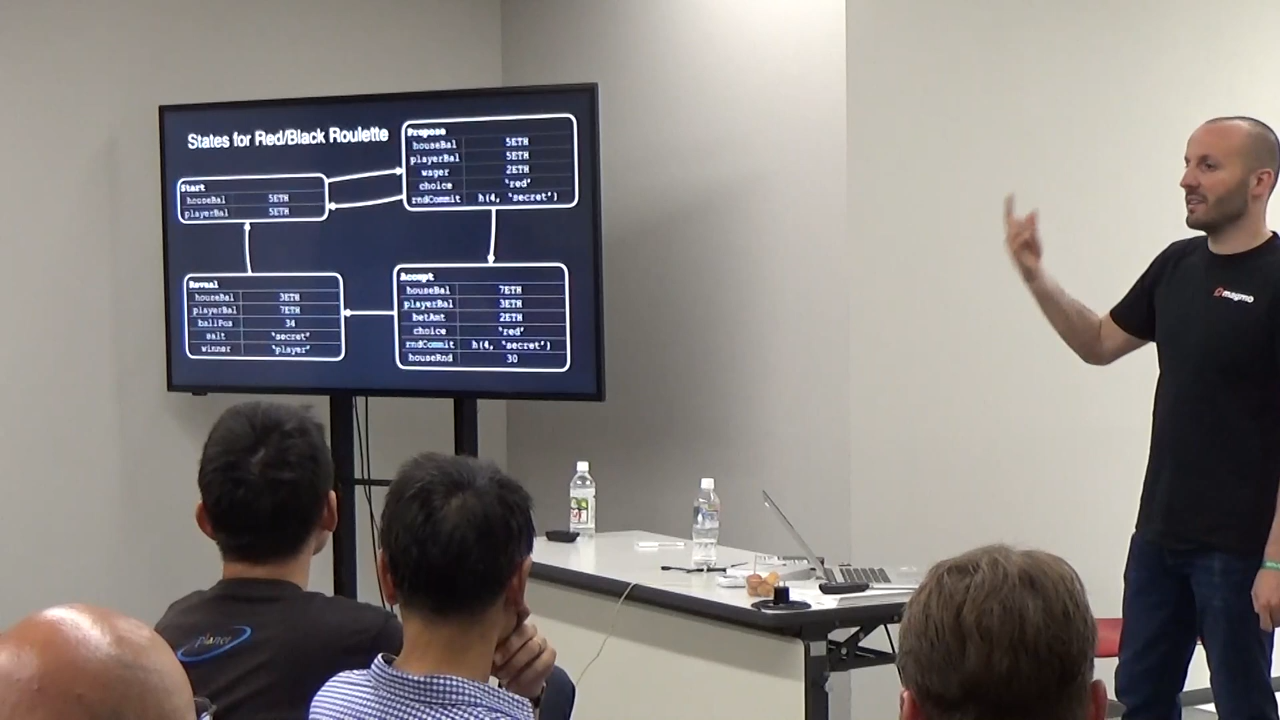 States for Red/Black Roulette
Propose
houseBal 5ETH
playerBal 5ETH
wager 2ETH
choice 'red'
rndCommit h(4, 'secret')
Start
houseBal 5ETH
playerBal 5ETH
Reveal
houseBal 3ETH
playerBal 7ETH
ballPos 34
salt "secret"
winner "player"
Accept
houseBal 7ETH
playerBal 3ETH
betAmt 2ETH
choice 'red'
rndCommit h(4, 'secret')
houseRnd 30
magmo